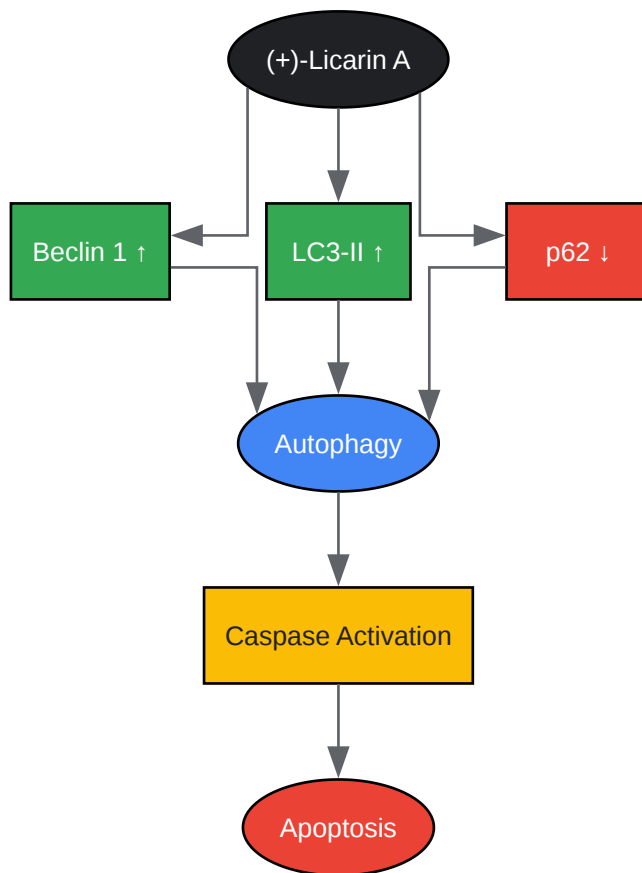 (+)-Licarin A
Beclin 1 ↑
LC3-II ↑
p62 ↓
Autophagy
Caspase Activation
Apoptosis